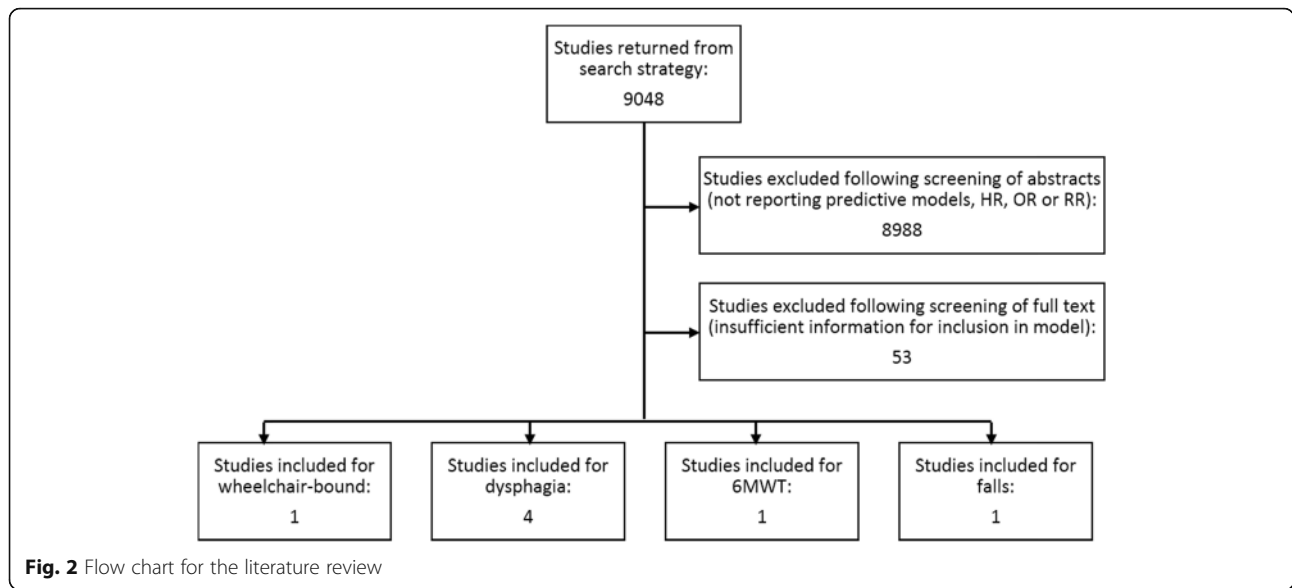 Studies returned from
search strategy:
9048
Studies excluded following screening of abstracts
(not reporting predictive models, HR, OR or RR):
8988
Studies excluded following screening of full text
(insufficient information for inclusion in model):
53
Studies included for
wheelchair-bound:
1
Studies included for
dysphagia:
4
Studies included for
6MWT:
1
Studies included for
falls:
1
Fig. 2 Flow chart for the literature review